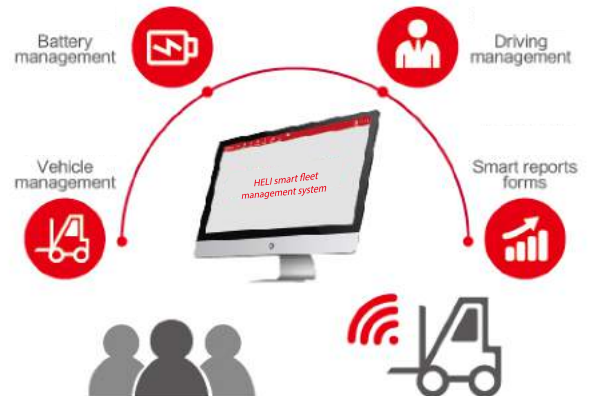 Battery
management
Driving
management
Vehicle
management
HELI smart fleet
management system
Smart reports
forms